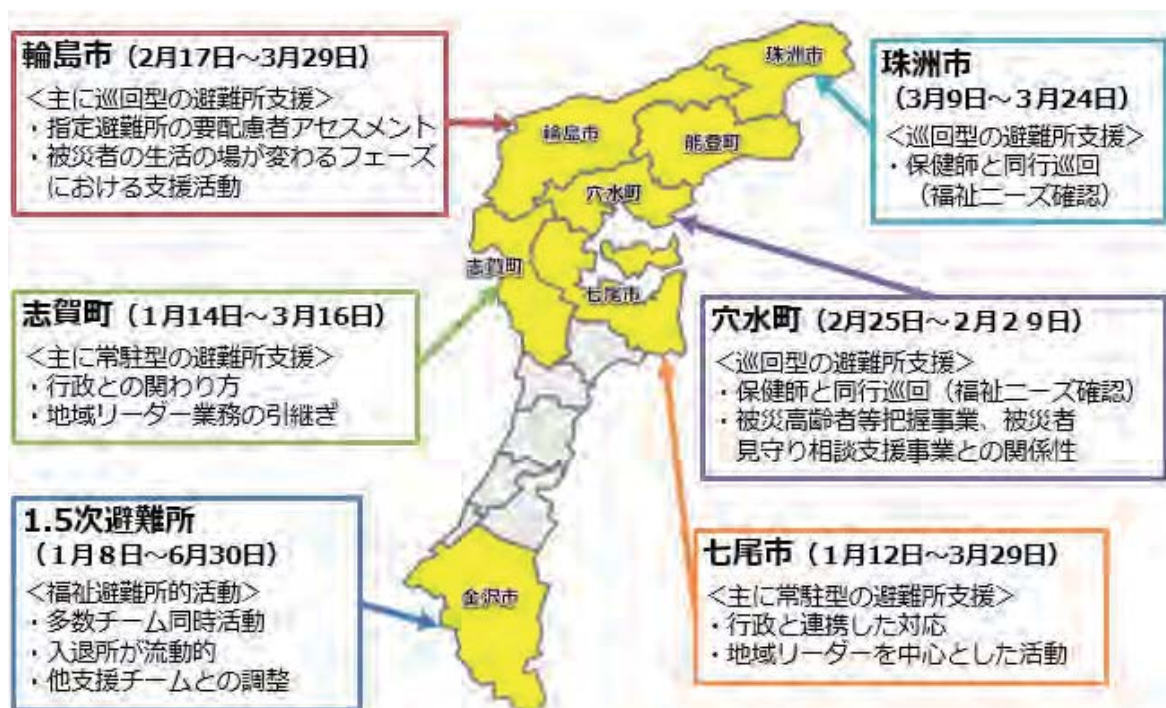 輪島市（2月17日～3月29日）
＜主に巡回型の避難所支援＞
・指定避難所の要配慮者アセスメント
・被災者の生活の場が変わるフェーズ
における支援活動
珠洲市
（3月9日～3月24日）
＜巡回型の避難所支援＞
・保健師と同行巡回
（福祉ニーズ確認）
珠洲市
輪島市
能登町
穴水町
志賀町
七尾市
金沢市
志賀町（1月14日～3月16日）
＜主に常駐型の避難所支援＞
・行政との関わり方
・地域リーダー業務の引継ぎ
穴水町（2月25日～2月２９日）
＜巡回型の避難所支援＞
・保健師と同行巡回（福祉ニーズ確認）
・被災高齢者等把握事業、被災者
見守り相談支援事業との関係性
1.5次避難所
（1月8日～6月30日）
＜福祉避難所的活動＞
・多数チーム同時活動
・入退所が流動的
・他支援チームとの調整
七尾市（1月12日～3月29日）
＜主に常駐型の避難所支援＞
・行政と連携した対応
・地域リーダーを中心とした活動